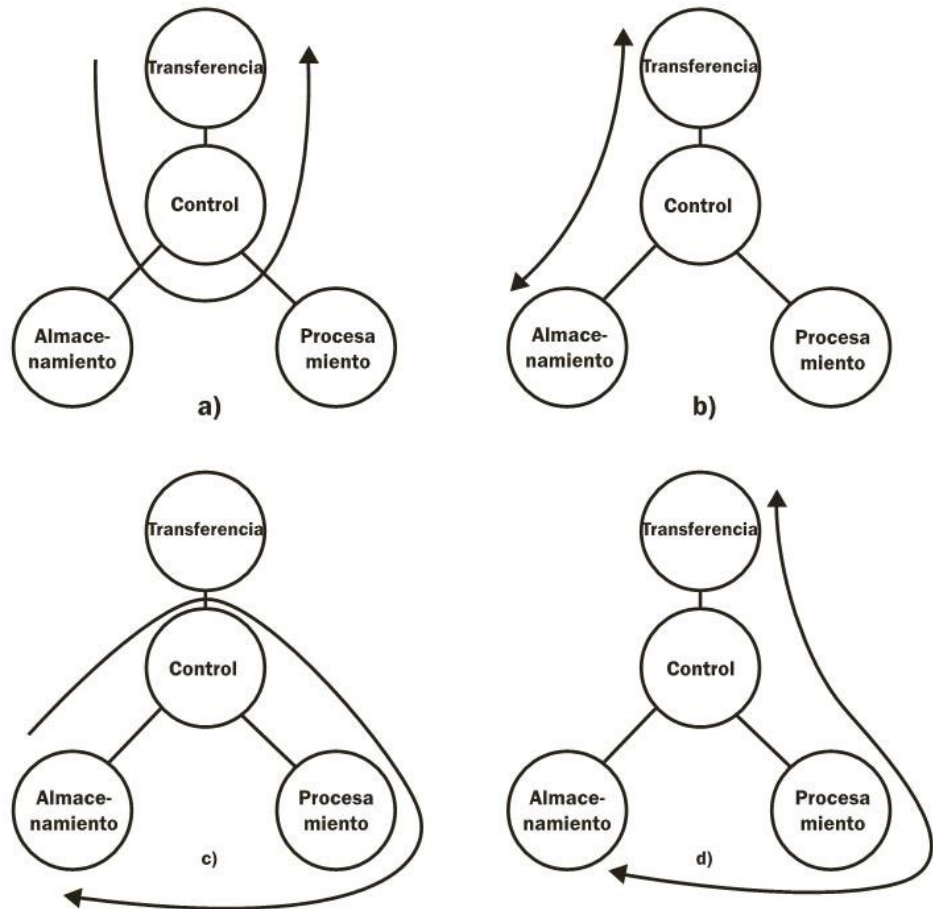 Transferencia
Control
Almace-
namiento
Procesa
miento
a)
Transferencia
Control
Almace-
namiento
Procesa
miento
b)
Transferencia
Control
Almace-
namiento
Procesa
miento
c)
Transferencia
Control
Almace-
namiento
Procesa
miento
d)